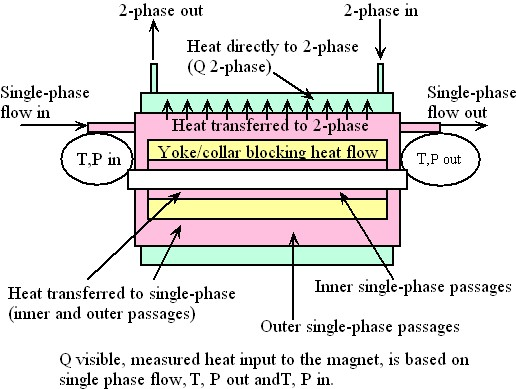 2-phase out
2-phase in
Heat directly to 2-phase
(Q 2-phase)
Single-phase
flow in
Single-phase
flow out
Heat transferred to 2-phase
T,P in
Yoke/collar blocking heat flow
T,P out
Heat transferred to single-phase
(inner and outer passages)
Inner single-phase passages
Outer single-phase passages
Q visible, measured heat input to the magnet, is based on
single phase flow, T, P out andT, P in.